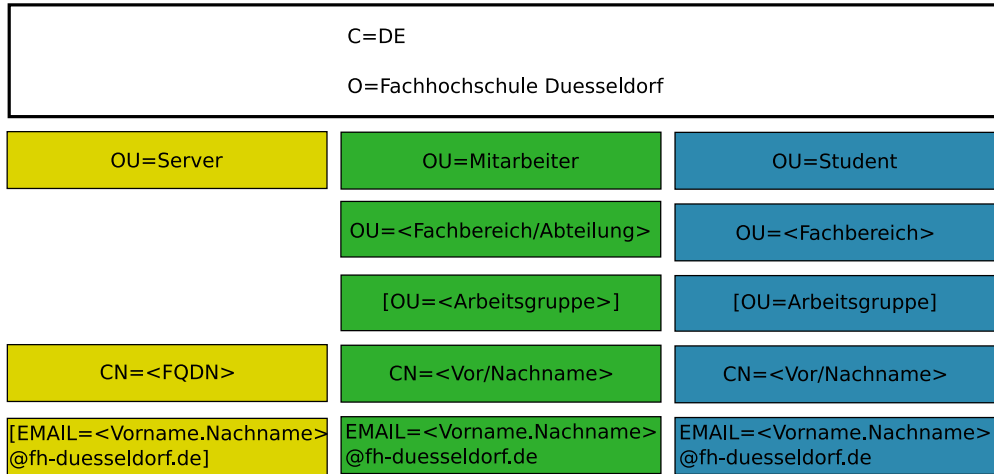 C=DE
O=Fachhochschule Duesseldorf
OU=Server
OU=Mitarbeiter
OU=Student
OU=<Fachbereich/Abteilung>
OU=<Fachbereich>
[OU=<Arbeitsgruppe>]
[OU=Arbeitsgruppe]
CN=<FQDN>
CN=<Vor/Nachname>
CN=<Vor/Nachname>
[EMAIL=<Vorname.Nachname>
@fh-duesseldorf.de]
EMAIL=<Vorname.Nachname>
@fh-duesseldorf.de
EMAIL=<Vorname.Nachname>
@fh-duesseldorf.de